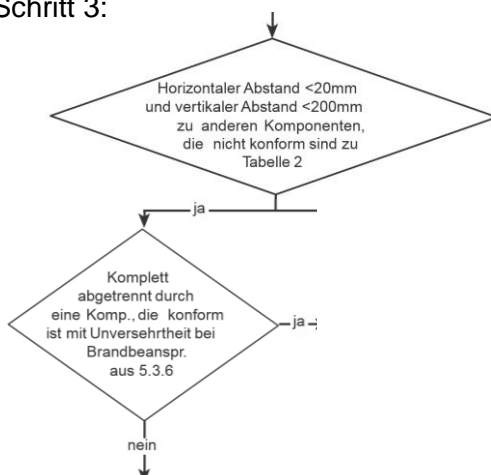 Schritt 3:
Horizontaler Abstand <20mm
und vertikaler Abstand <200mm
zu anderen Komponenten,
die nicht konform sind zu
Tabelle 2
ja
Komplett
abgetrennt durch
eine Komp., die konform
ist mit Unversehrtheit bei
Brandbeanspr.
aus 5.3.6
ja
nein